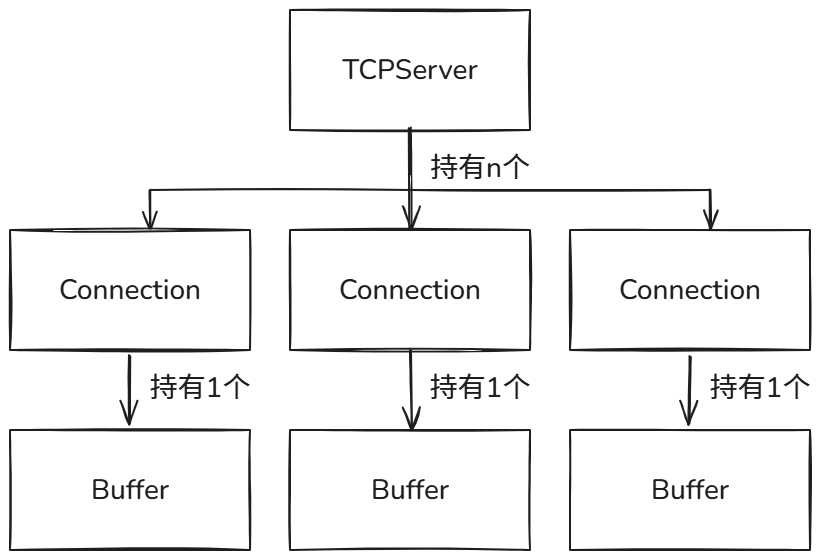 TCPServer
持有n个
Connection
Connection
Connection
持有1个
持有1个
持有1个
Buffer
Buffer
Buffer